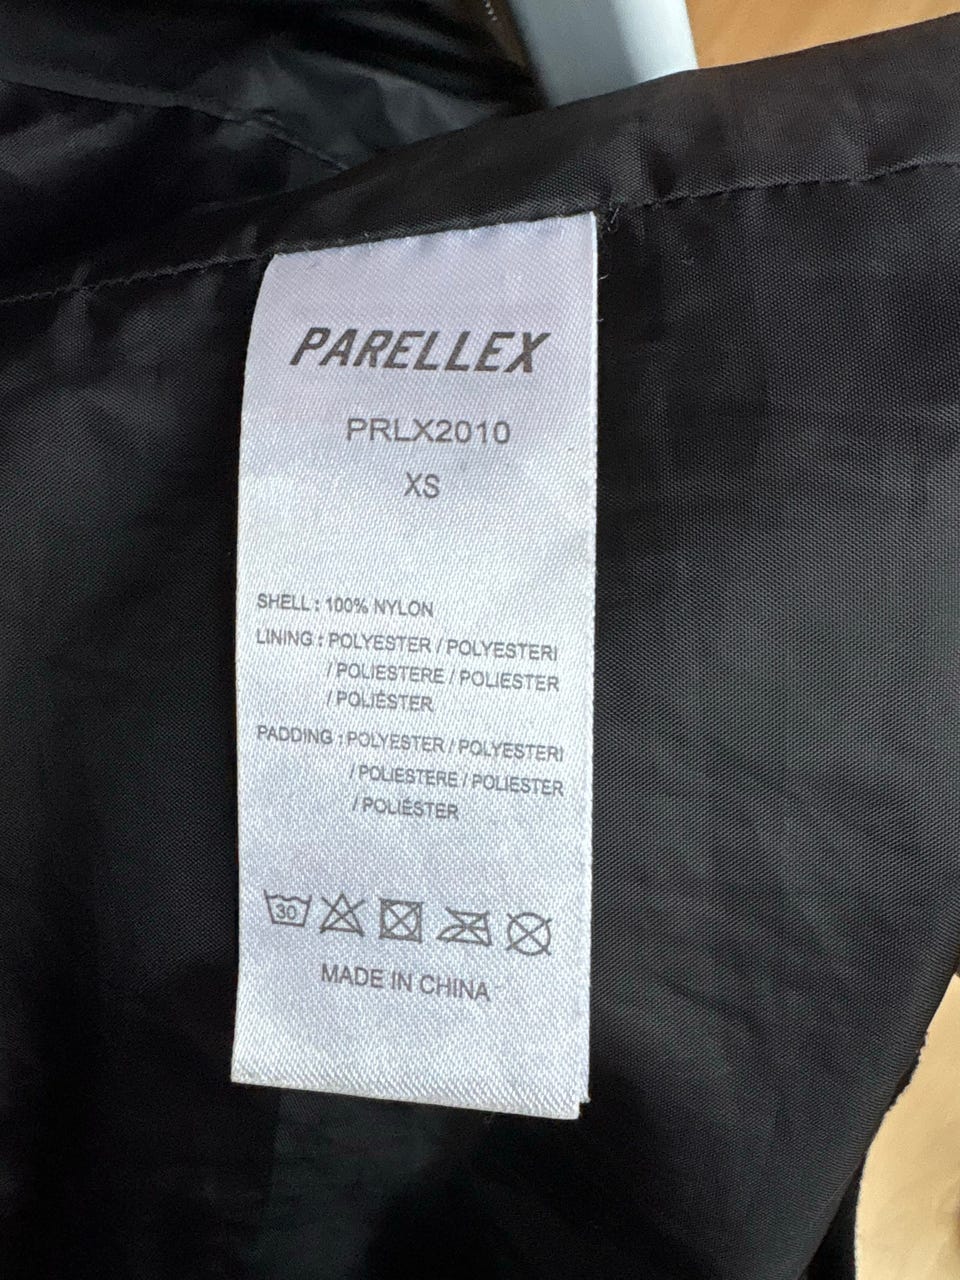 PARELLEX
PRLX2010
XS
SHELL : 100% NYLON
LINING : POLYESTER / POLYESTERI
/ POLIESTERE / POLIESTER
/ POLIÉSTER
PADDING : POLYESTER / POLYESTERI
/ POLIESTERE / POLIESTER
/ POLIÉSTER
30
MADE IN CHINA